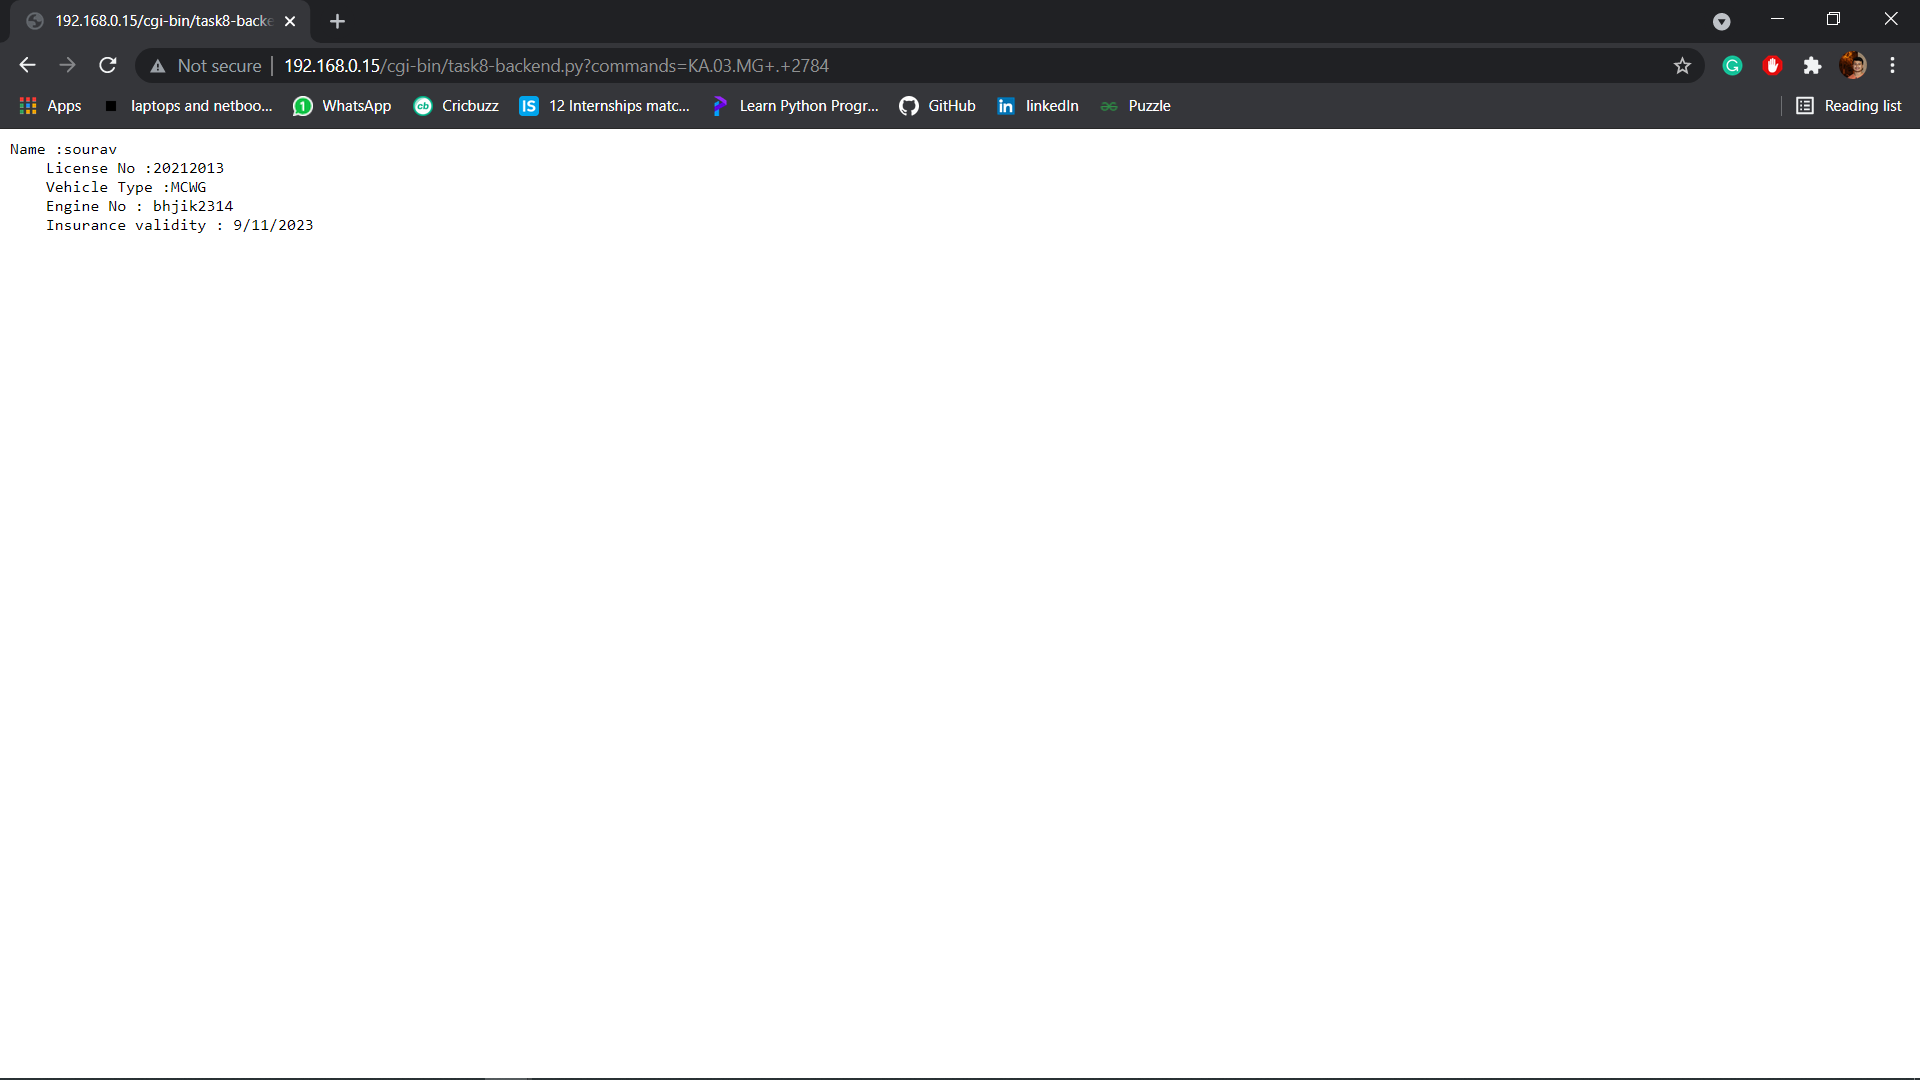 192.168.0.15/cgi-bin/task8-backe
Not secure 192.168.0.15/cgi-bin/task8-backend.py?commands=KA.03.MG+.+2784
Apps laptops and netboo... WhatsApp Cricbuzz 12 Internships matc... Learn Python Progr... GitHub linkedIn Puzzle Reading list
Name :sourav
License No :20212013
Vehicle Type :MCWG
Engine No : bhjik2314
Insurance validity : 9/11/2023